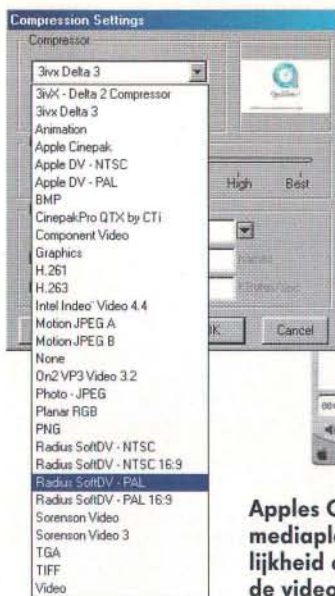 Compression Settings
Compressor
3ivx Delta 3
3ivX - Delta 2 Compressor
3ivx Delta 3
Animation
Apple Cinepak
Apple DV - NTSC
Apple DV - PAL
BMP
CinepakPro QTX by CTi
Component Video
Graphics
H.261
H.263
Intel Indeo® Video 4.4
Motion JPEG A
Motion JPEG B
None
On2 VP3 Video 3.2
Photo - JPEG
Planar RGB
PNG
Radius SoftDV - NTSC
Radius SoftDV - NTSC 16:9
Radius SoftDV - PAL
Radius SoftDV - PAL 16:9
Sorenson Video
Sorenson Video 3
TGA
TIFF
Video
High Best
frames
KBytes/sec
Cancel
Apples
mediaple
lijkheid
de video